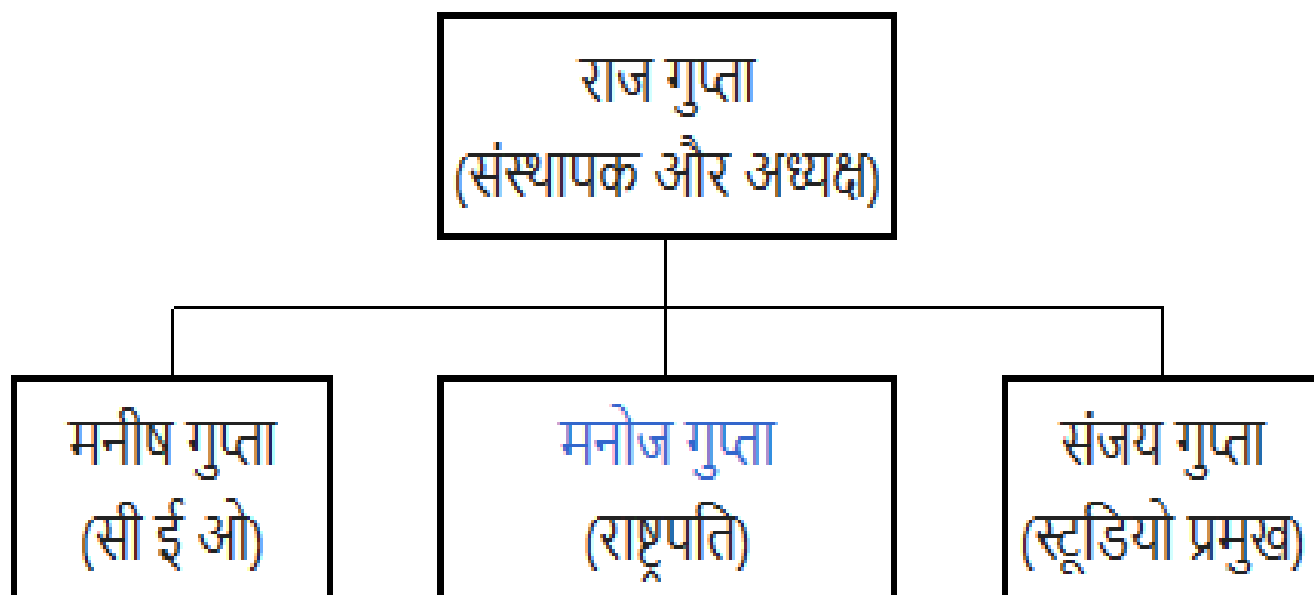 राज गुप्ता
(संस्थापक और अध्यक्ष)
मनीष गुप्ता
(सी ई ओ)
मनोज गुप्ता
(राष्ट्रपति)
संजय गुप्ता
(स्टूडियो प्रमुख)